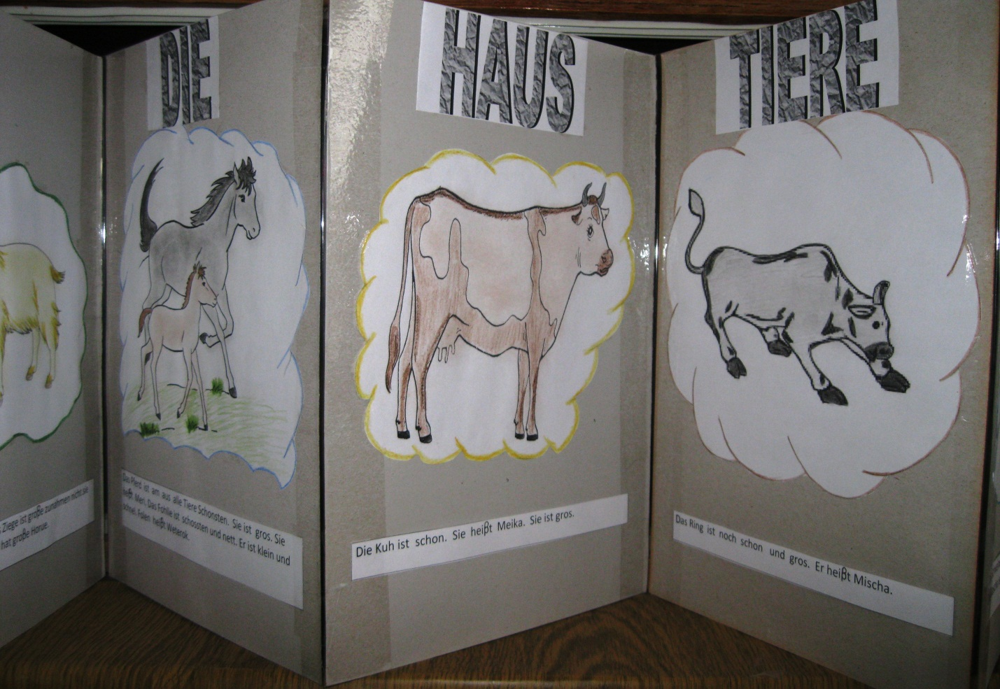 DIE
HAUS
TIERE
Ziege ist große zunahmen nicht sie
hat große Horue.
Das Pferd ist am aus alle Tiere Schonsten. Sie ist gros. Sie
heißt Meri. Das Fohlie ist schossten und nett. Er ist klein und
schnel. Folen heißt Weterok.
Die Kuh ist schon. Sie heißt Meika. Sie ist gros.
Das Ring ist noch schon und gros. Er heißt Mischa.